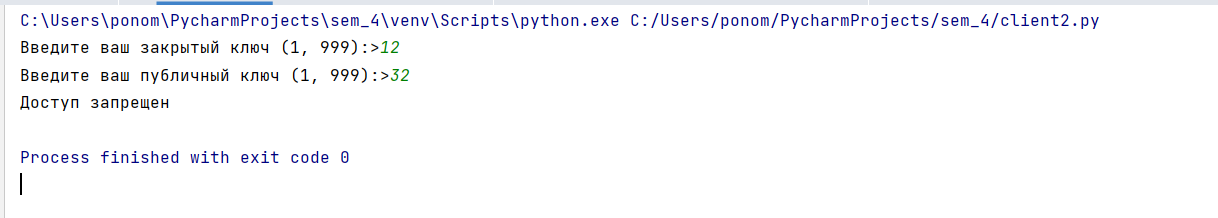 C:\Users\ponom\PycharmProjects\sem_4\venv\Scripts\python.exe C:/Users/ponom/PycharmProjects/sem_4/client2.py
Введите ваш закрытый ключ (1, 999):>12
Введите ваш публичный ключ (1, 999):>32
Доступ запрещен
Process finished with exit code 0